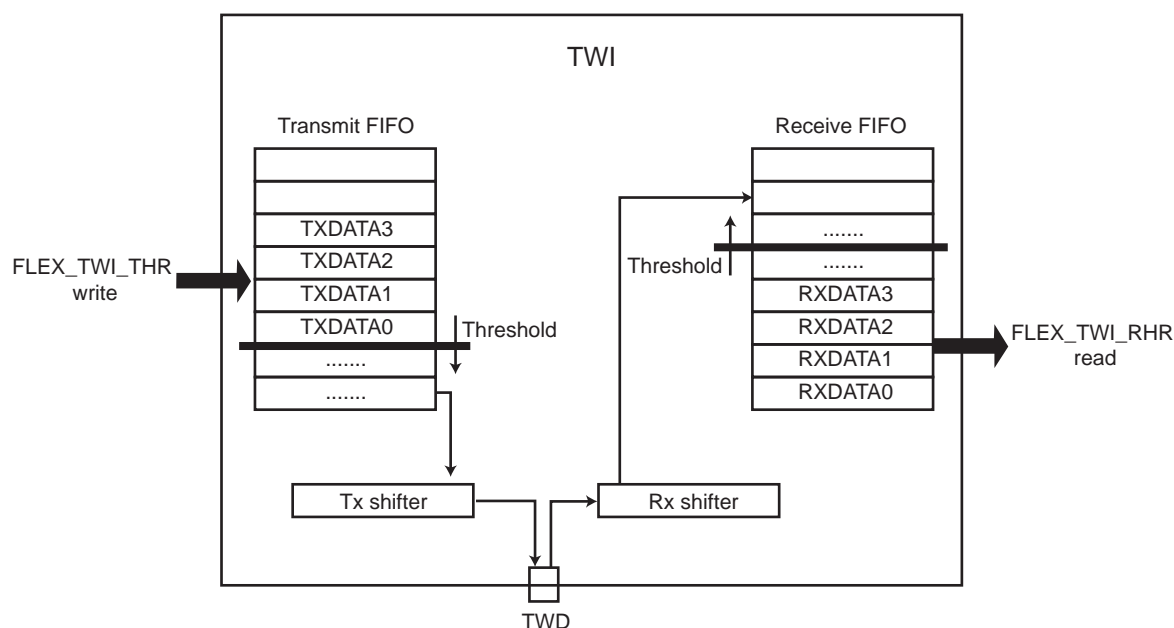 TWI
Transmit FIFO
TXDATA3
TXDATA2
TXDATA1
TXDATA0
.......
.......
FLEX_TWI_THR
write
Threshold
Receive FIFO
.......
.......
RXDATA3
RXDATA2
RXDATA1
RXDATA0
Threshold
FLEX_TWI_RHR
read
Tx shifter
Rx shifter
TWD